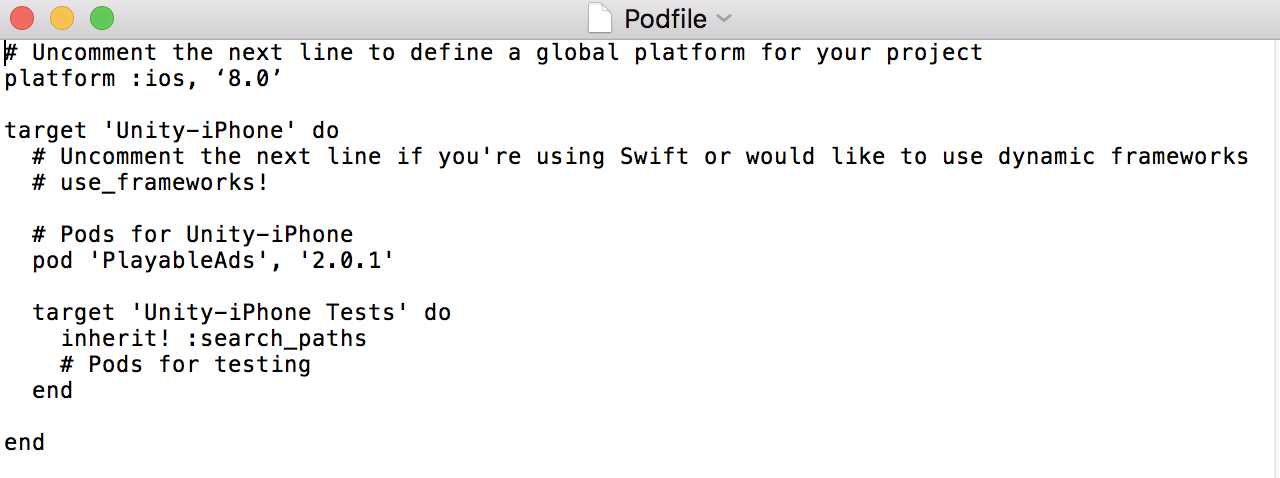 Podfile
# Uncomment the next line to define a global platform for your project
platform :ios, ‘8.0’
target 'Unity-iPhone' do
# Uncomment the next line if you're using Swift or would like to use dynamic frameworks
# use_frameworks!
# Pods for Unity-iPhone
pod 'PlayableAds', '2.0.1'
target 'Unity-iPhone Tests' do
inherit! :search_paths
# Pods for testing
end
end